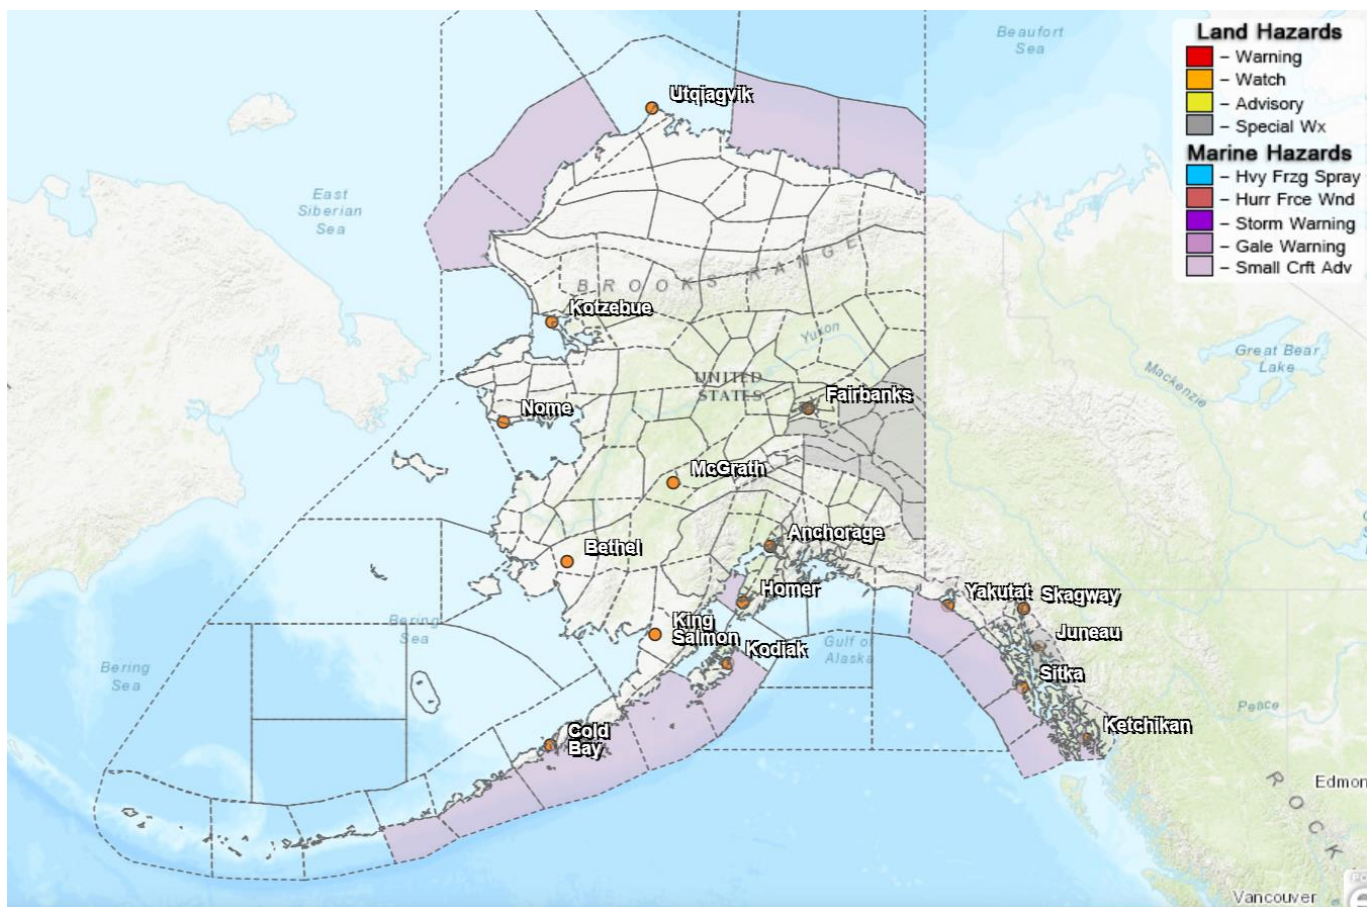 Land Hazards
– Warning
– Watch
– Advisory
– Special Wx
Marine Hazards
– Hvy Frzg Spray
– Hurr Frce Wnd
– Storm Warning
– Gale Warning
– Small Crft Adv
Beaufort
Sea
Utqiagvik
East
Siberian
Sea
BROOKS RANGE
Kotzebue
Yukon
Great Bear
Lake
Mackenzie
UNITED
STATES
Fairbanks
Nome
McGrath
Anchorage
Bethel
Homer
Yakutat
Skagway
King
Salmon
Bering
Sea
Juneau
Kodiak
Gulf of
Alaska
Bering
Sea
Sitka
Peace
Ketchikan
Cold
Bay
Edmon
ROCK
Vancouver